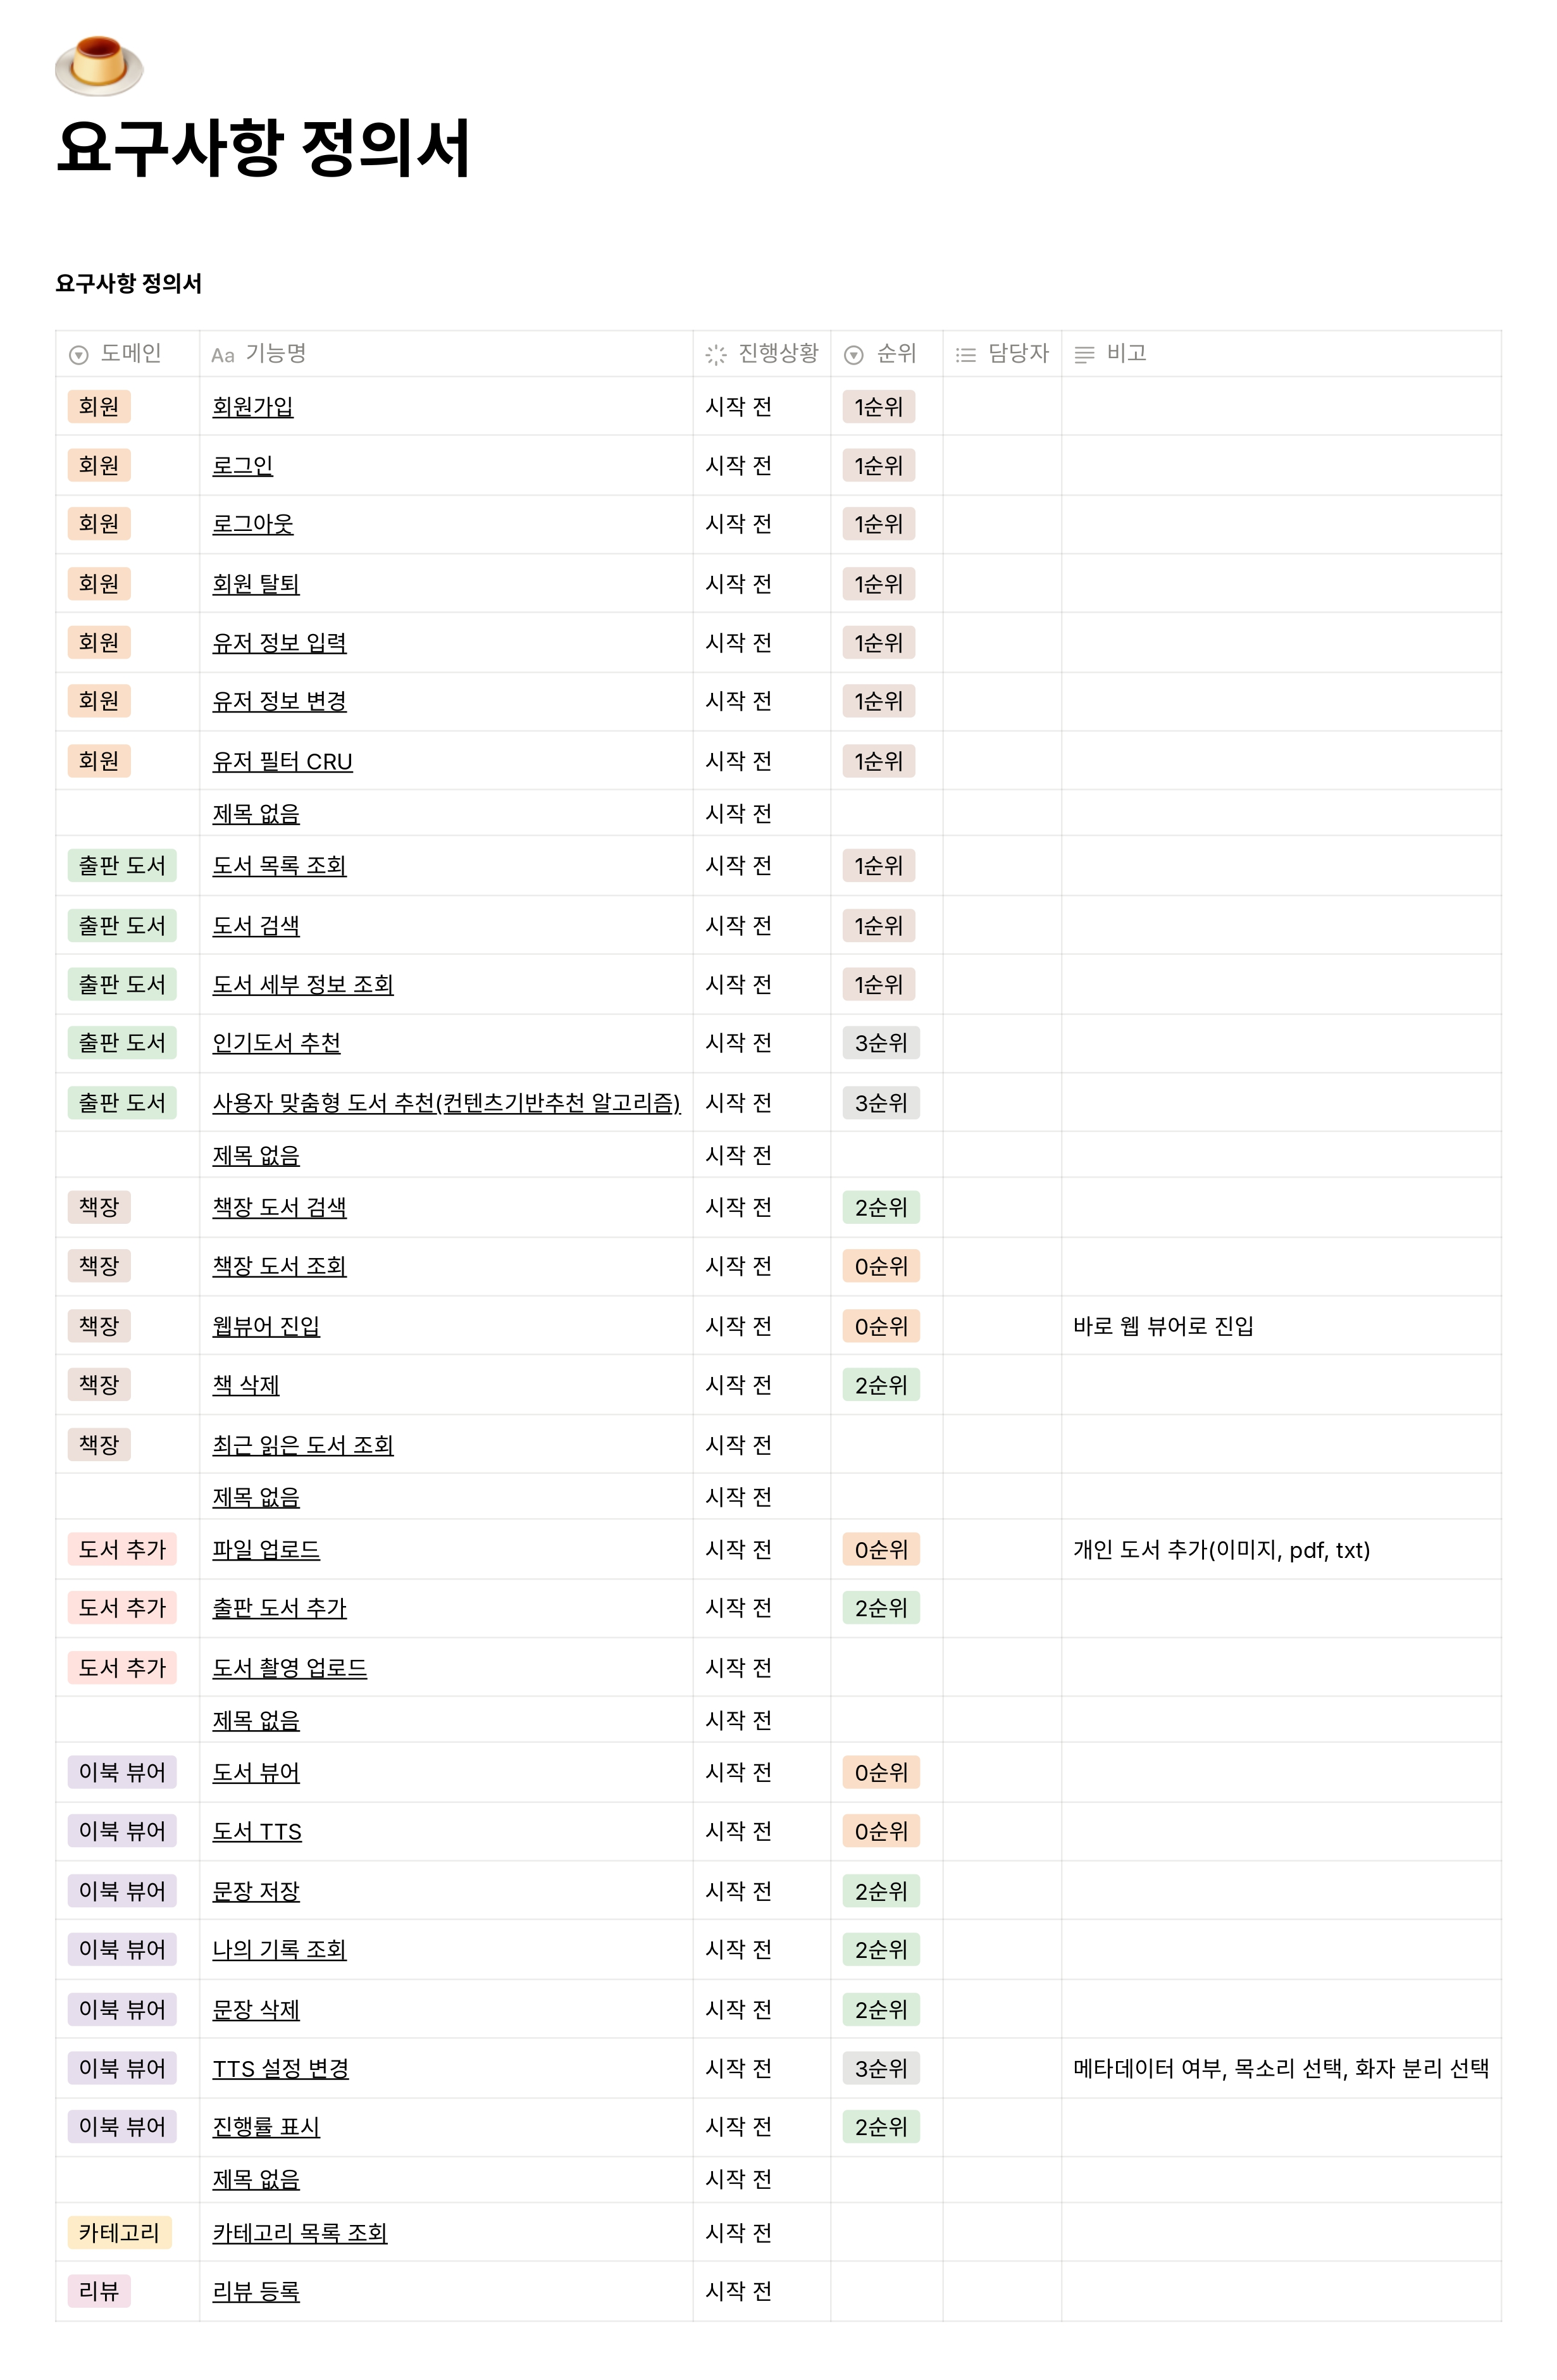 요구사항 정의서
요구사항 정의서
도메인 Aa 기능명 진행상황 순위 담당자 비고
회원 회원가입 시작 전 1순위
회원 로그인 시작 전 1순위
회원 로그아웃 시작 전 1순위
회원 회원 탈퇴 시작 전 1순위
회원 유저 정보 입력 시작 전 1순위
회원 유저 정보 변경 시작 전 1순위
회원 유저 필터 CRU 시작 전 1순위
제목 없음 시작 전
출판 도서 도서 목록 조회 시작 전 1순위
출판 도서 도서 검색 시작 전 1순위
출판 도서 도서 세부 정보 조회 시작 전 1순위
출판 도서 인기도서 추천 시작 전 3순위
출판 도서 사용자 맞춤형 도서 추천(컨텐츠기반추천 알고리즘) 시작 전 3순위
제목 없음 시작 전
책장 책장 도서 검색 시작 전 2순위
책장 책장 도서 조회 시작 전 0순위
책장 웹뷰어 진입 시작 전 0순위 바로 웹 뷰어로 진입
책장 책 삭제 시작 전 2순위
책장 최근 읽은 도서 조회 시작 전
제목 없음 시작 전
도서 추가 파일 업로드 시작 전 0순위 개인 도서 추가(이미지, pdf, txt)
도서 추가 출판 도서 추가 시작 전 2순위
도서 추가 도서 촬영 업로드 시작 전
제목 없음 시작 전
이북 뷰어 도서 뷰어 시작 전 0순위
이북 뷰어 도서 TTS 시작 전 0순위
이북 뷰어 문장 저장 시작 전 2순위
이북 뷰어 나의 기록 조회 시작 전 2순위
이북 뷰어 문장 삭제 시작 전 2순위
이북 뷰어 TTS 설정 변경 시작 전 3순위 메타데이터 여부, 목소리 선택, 화자 분리 선택
이북 뷰어 진행률 표시 시작 전 2순위
제목 없음 시작 전
카테고리 카테고리 목록 조회 시작 전
리뷰 리뷰 등록 시작 전